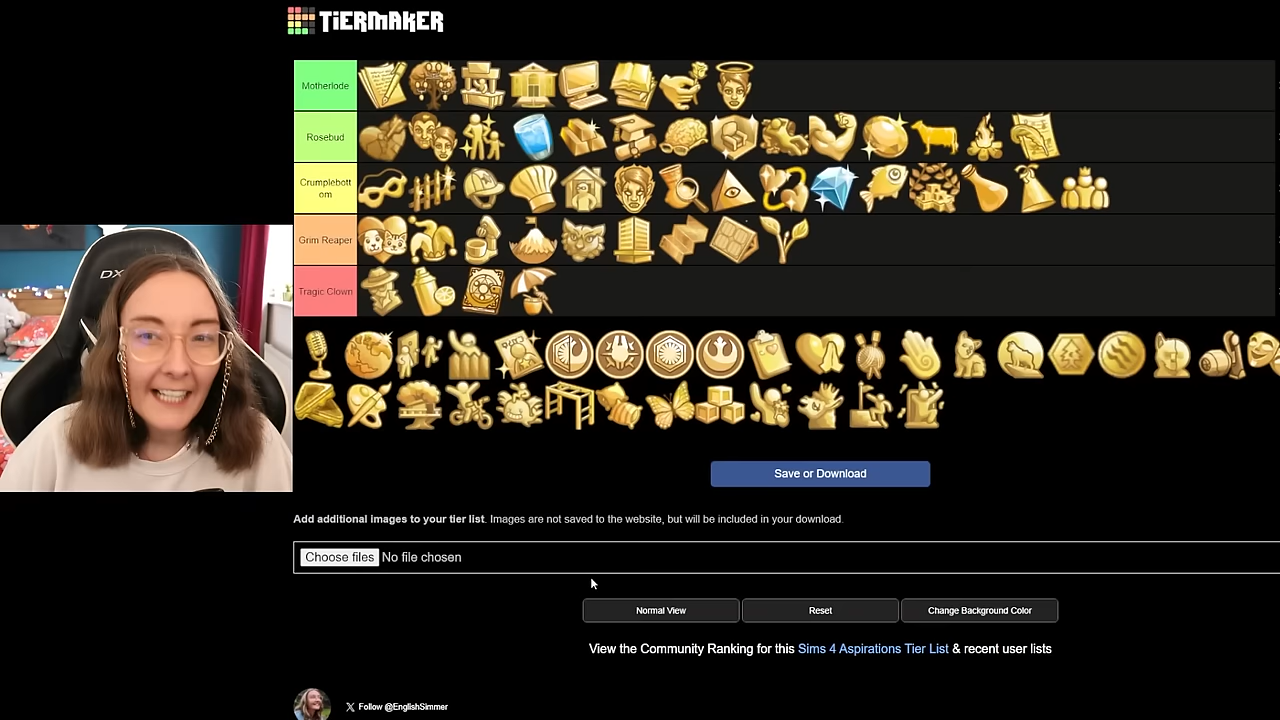 TiERMAKER
Motherlode
Rosebud
Crumplebott
om
Grim Reaper
Tragic Clown
DX
Save or Download
Add additional images to your tier list. Images are not saved to the website, but will be included in your download.
Choose files No file chosen
Normal View
Reset
Change Background Color
View the Community Ranking for this Sims 4 Aspirations Tier List & recent user lists
X Follow @EnglishSimmer